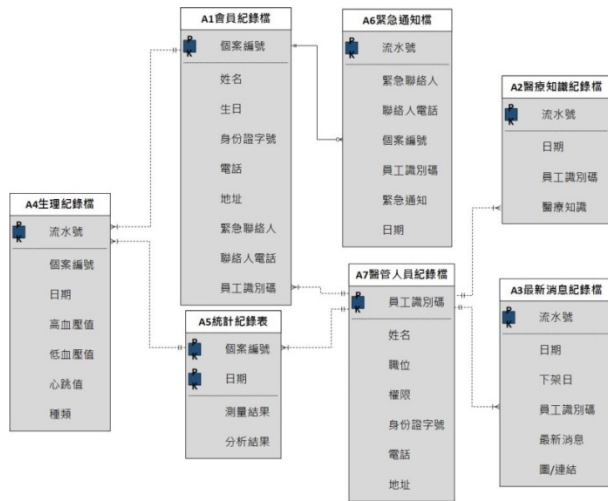 A1會員紀錄檔
PK 個案編號
姓名
生日
身份證字號
電話
地址
緊急聯絡人
聯絡人電話
員工識別碼
A6緊急通知檔
PK 流水號
緊急聯絡人
聯絡人電話
個案編號
員工識別碼
緊急通知
日期
A2醫療知識紀錄檔
PK 流水號
日期
員工識別碼
醫療知識
A4生理紀錄檔
PK 流水號
個案編號
日期
高血壓值
低血壓值
心跳值
種類
A5統計紀錄表
PK 個案編號
PK 日期
測量結果
分析結果
A7醫管人員紀錄檔
PK 員工識別碼
姓名
職位
權限
身份證字號
電話
地址
A3最新消息紀錄檔
PK 流水號
日期
下架日
員工識別碼
最新消息
圖/連結